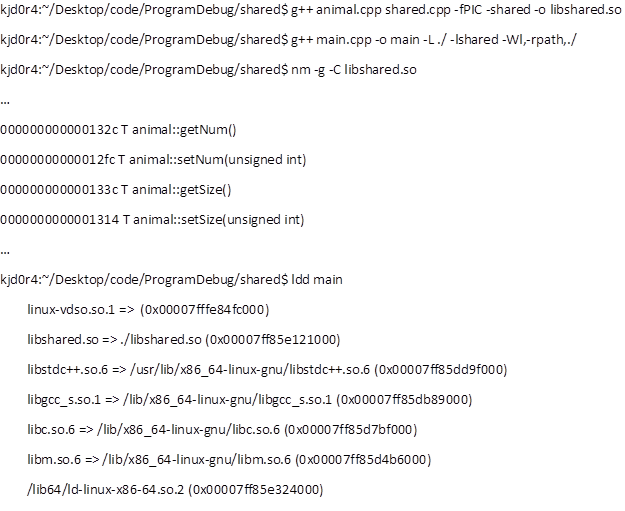 kjd0r4:~/Desktop/code/ProgramDebug/shared$ g++ animal.cpp shared.cpp -fPIC -shared -o libshared.so
kjd0r4:~/Desktop/code/ProgramDebug/shared$ g++ main.cpp -o main -L ./ -lshared -Wl,-rpath,./
kjd0r4:~/Desktop/code/ProgramDebug/shared$ nm -g -C libshared.so
...
000000000000132c T animal::getNum()
00000000000012fc T animal::setNum(unsigned int)
000000000000133c T animal::getSize()
0000000000001314 T animal::setSize(unsigned int)
...
kjd0r4:~/Desktop/code/ProgramDebug/shared$ ldd main
linux-vdso.so.1 => (0x00007fffe84fc000)
libshared.so => ./libshared.so (0x00007ff85e121000)
libstdc++.so.6 => /usr/lib/x86_64-linux-gnu/libstdc++.so.6 (0x00007ff85dd9f000)
libgcc_s.so.1 => /lib/x86_64-linux-gnu/libgcc_s.so.1 (0x00007ff85db89000)
libc.so.6 => /lib/x86_64-linux-gnu/libc.so.6 (0x00007ff85d7bf000)
libm.so.6 => /lib/x86_64-linux-gnu/libm.so.6 (0x00007ff85d4b6000)
/lib64/ld-linux-x86-64.so.2 (0x00007ff85e324000)